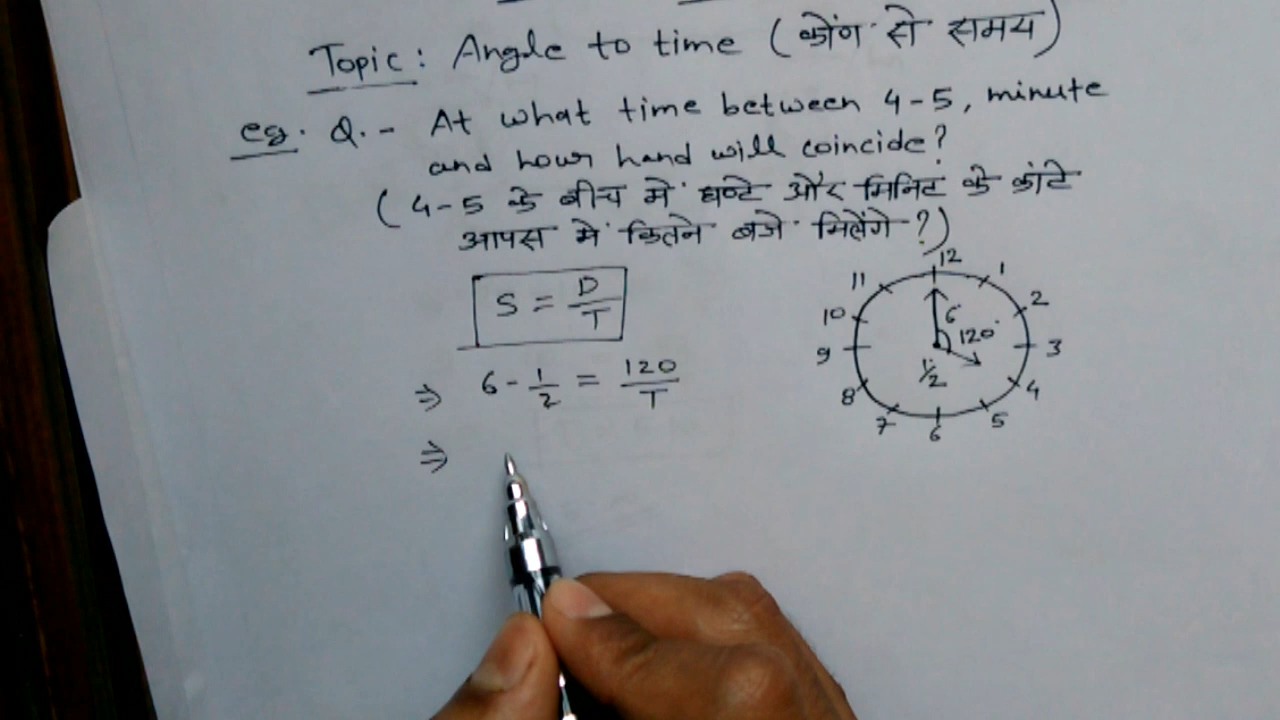 Topic: Angle to time (कोंण से समय)
eg. Q.- At what time between 4-5, minute
and hour hand will coincide?
(4-5 के बीच में घण्टे और मिनिट के कांटे
आपस में कितने बजे मिलेंगे?)
S = D/T
⇒ 6 - 1/2 = 120/T
⇒
12
11 1
10 2
6°
120°
9 3
1/2°
8 4
7 5
6